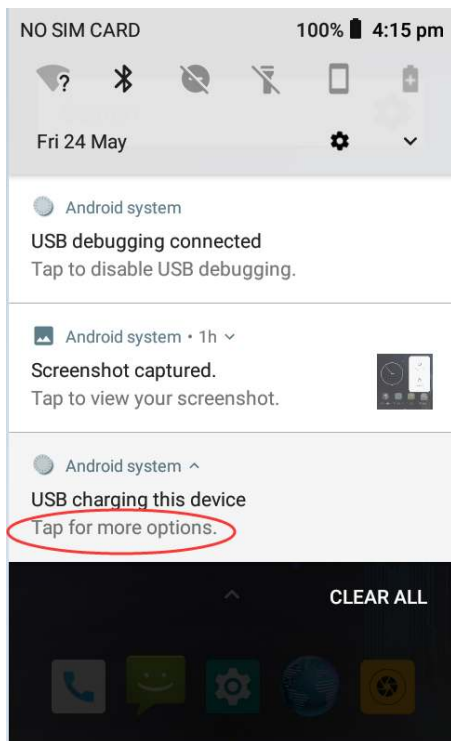 NO SIM CARD 100% 4:15 pm
?
Fri 24 May
Android system
USB debugging connected
Tap to disable USB debugging.
Android system • 1h
Screenshot captured.
Tap to view your screenshot.
Android system
USB charging this device
Tap for more options.
CLEAR ALL